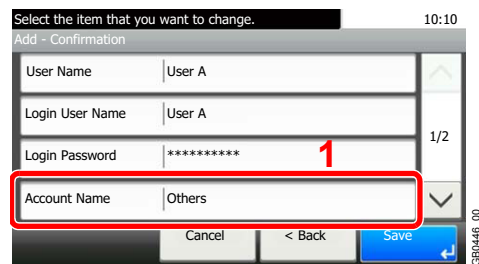 Select the item that you want to change.
10:10
Add - Confirmation
User Name User A
Login User Name User A
1/2
Login Password ********** 1
Account Name Others
Cancel < Back Save
GB0446_00